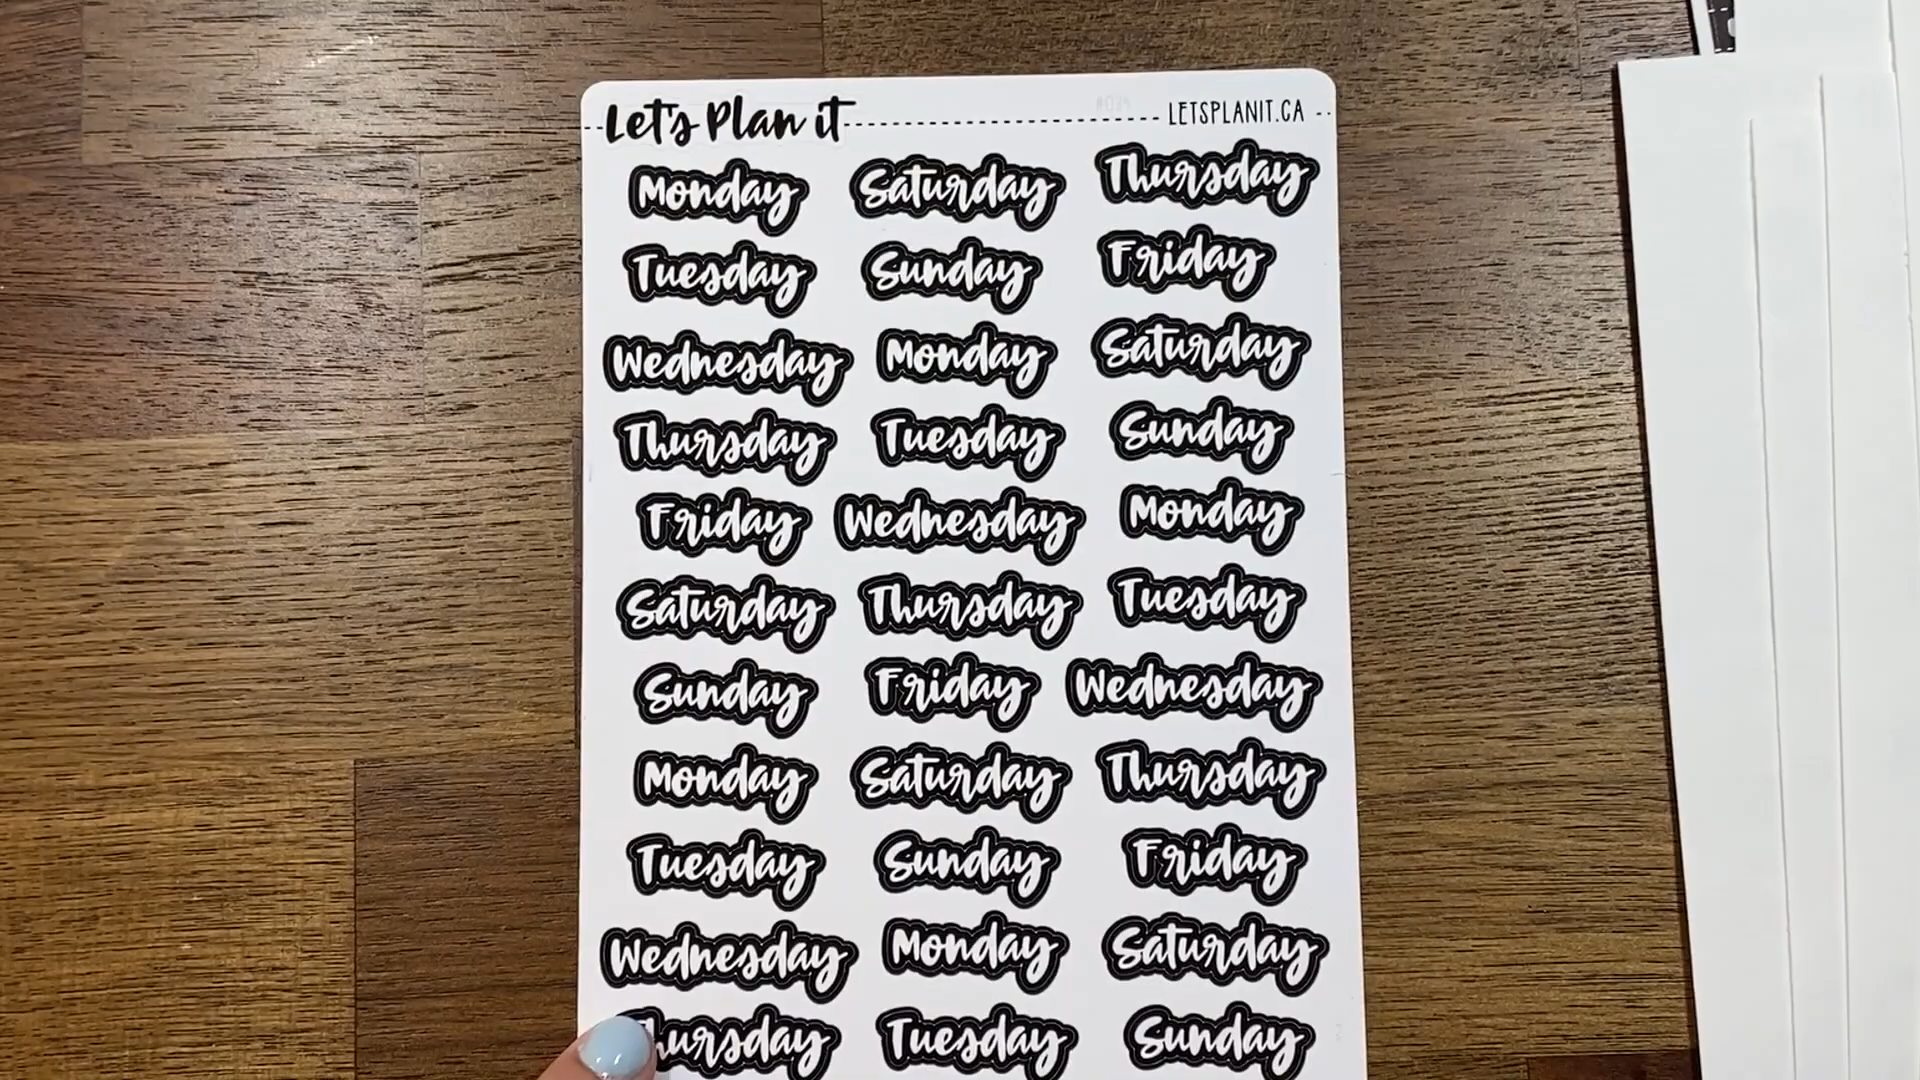 Let's Plan it LETSPLANIT.CA
Monday Saturday Thursday
Tuesday Sunday Friday
Wednesday Monday Saturday
Thursday Tuesday Sunday
Friday Wednesday Monday
Saturday Thursday Tuesday
Sunday Friday Wednesday
Monday Saturday Thursday
Tuesday Sunday Friday
Wednesday Monday Saturday
Thursday Tuesday Sunday